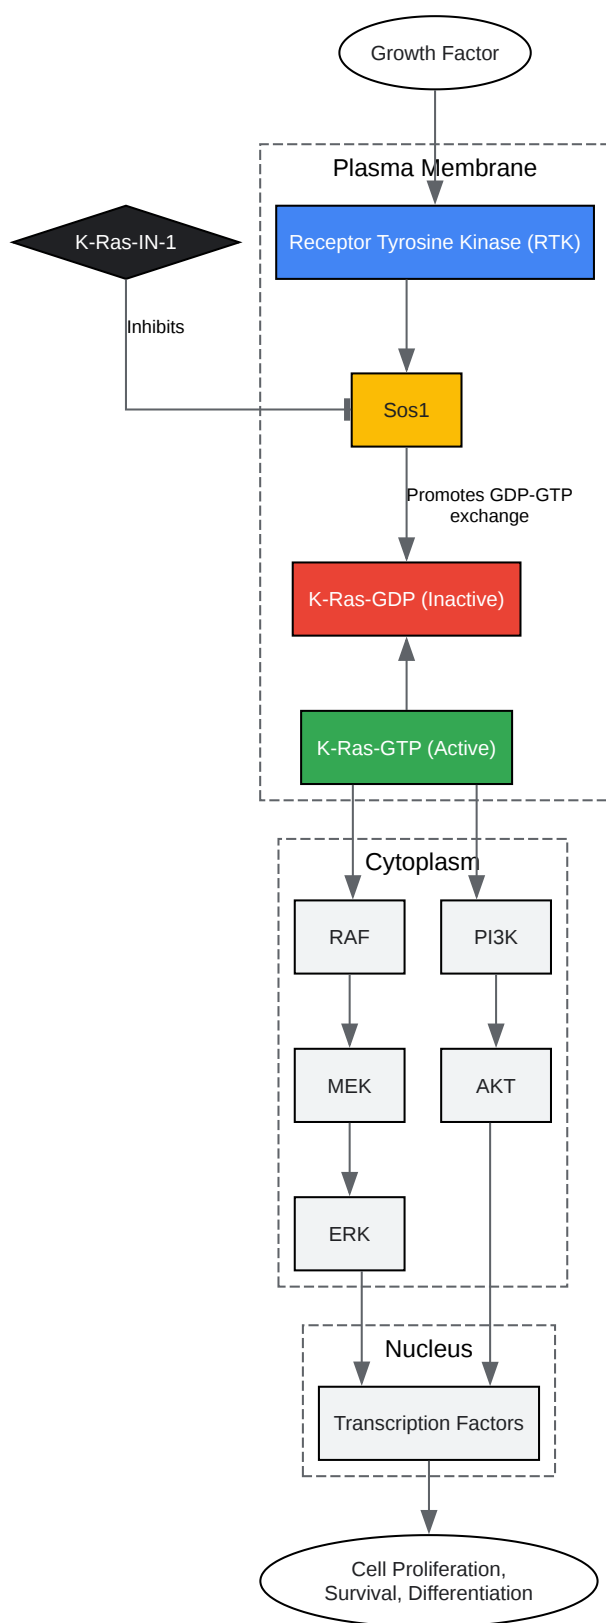 Growth Factor
Plasma Membrane
K-Ras-IN-1
Receptor Tyrosine Kinase (RTK)
Inhibits
Sos1
Promotes GDP-GTP
exchange
K-Ras-GDP (Inactive)
K-Ras-GTP (Active)
Cytoplasm
RAF
PI3K
MEK
AKT
ERK
Nucleus
Transcription Factors
Cell Proliferation,
Survival, Differentiation